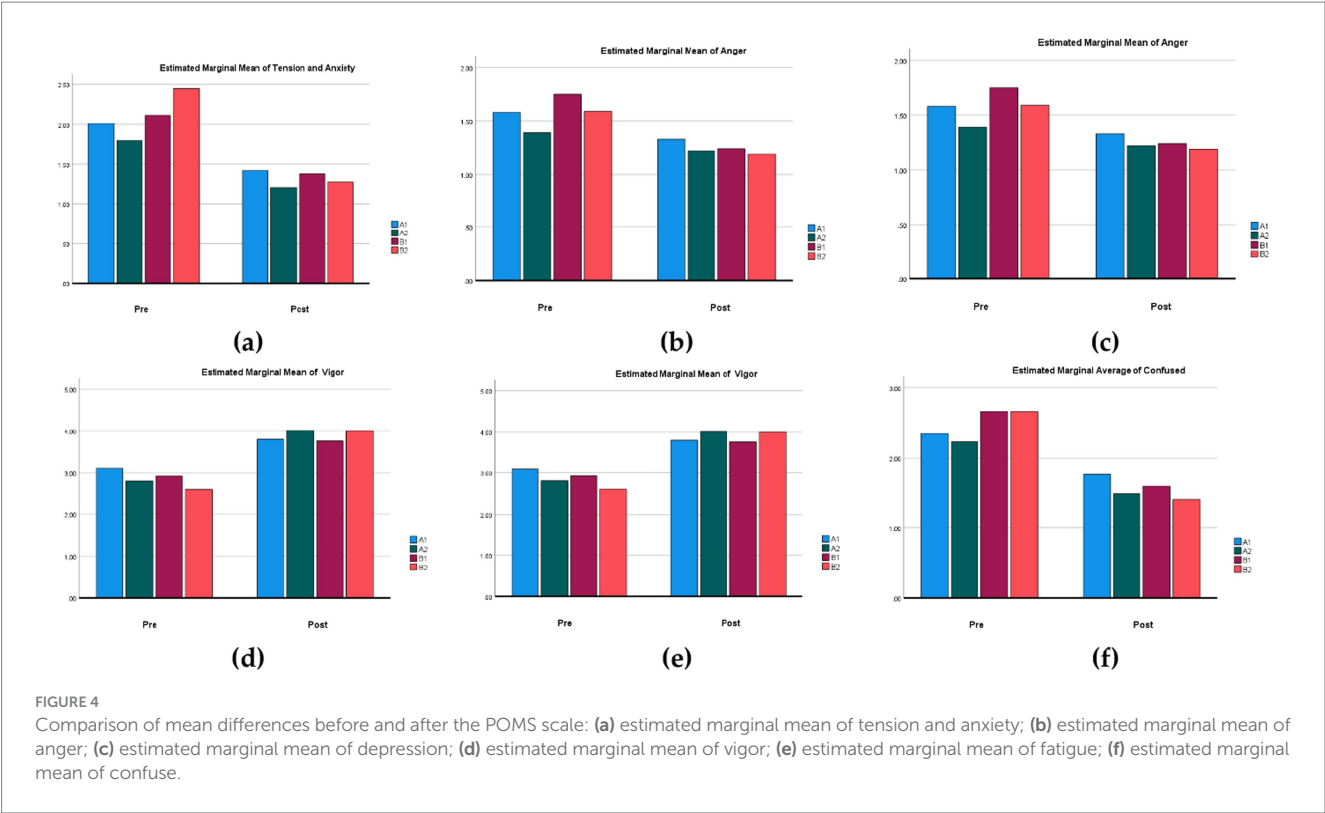 Estimated Marginal Mean of Tension and Anxiety
2.50
2.00
1.50
1.00
.50
.00
Pre
Post
A1
A2
B1
B2
(a)
Estimated Marginal Mean of Anger
2.00
1.50
1.00
.50
.00
Pre
Post
A1
A2
B1
B2
(b)
Estimated Marginal Mean of Anger
2.00
1.50
1.00
.50
.00
Pre
Post
A1
A2
B1
B2
(c)
Estimated Marginal Mean of Vigor
5.00
4.00
3.00
2.00
1.00
.00
Pre
Post
A1
A2
B1
B2
(d)
Estimated Marginal Mean of Vigor
5.00
4.00
3.00
2.00
1.00
.00
Pre
Post
A1
A2
B1
B2
(e)
Estimated Marginal Average of Confused
3.00
2.00
1.00
.00
Pre
Post
A1
A2
B1
B2
(f)
FIGURE 4
Comparison of mean differences before and after the POMS scale: (a) estimated marginal mean of tension and anxiety; (b) estimated marginal mean of
anger; (c) estimated marginal mean of depression; (d) estimated marginal mean of vigor; (e) estimated marginal mean of fatigue; (f) estimated marginal
mean of confuse.